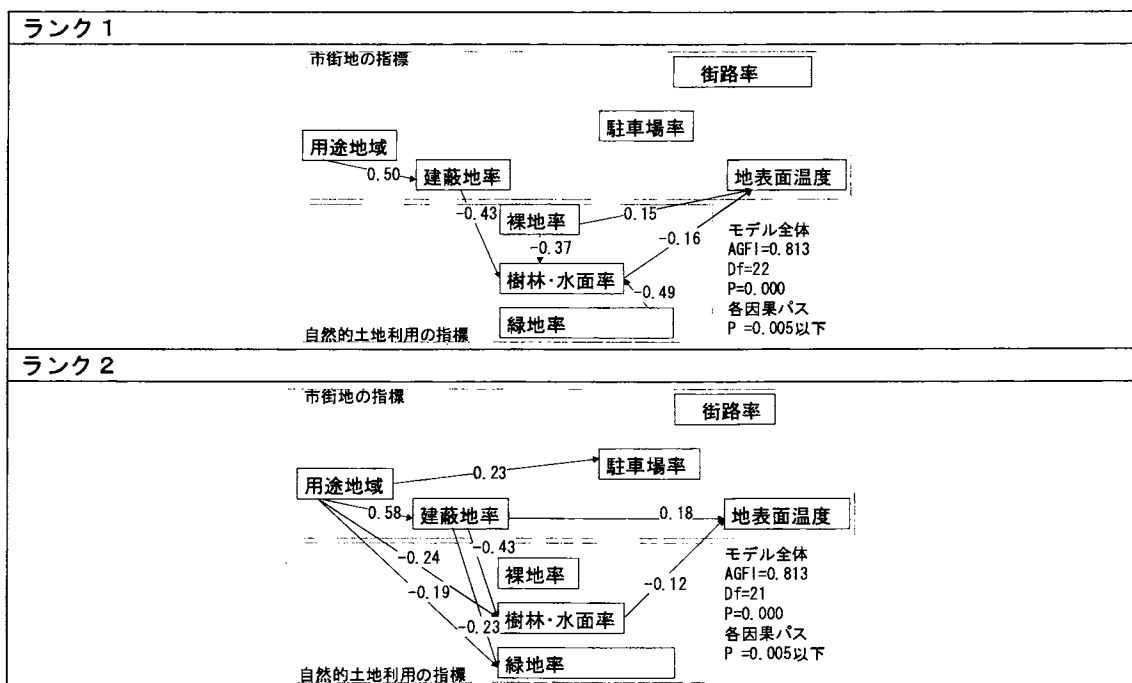 ランク1
市街地の指標
街路率
駐車場率
用途地域
0.50
建蔽地率
地表面温度
-0.43
裸地率
0.15
-0.37
-0.16
樹林・水面率
-0.49
緑地率
モデル全体
AGFI=0.813
Df=22
P=0.000
各因果パス
P =0.005以下
自然的土地利用の指標
ランク2
市街地の指標
街路率
駐車場率
0.23
用途地域
0.58
建蔽地率
0.18
地表面温度
-0.43
-0.24
裸地率
-0.12
-0.19
樹林・水面率
-0.23
緑地率
モデル全体
AGFI=0.813
Df=21
P=0.000
各因果パス
P =0.005以下
自然的土地利用の指標